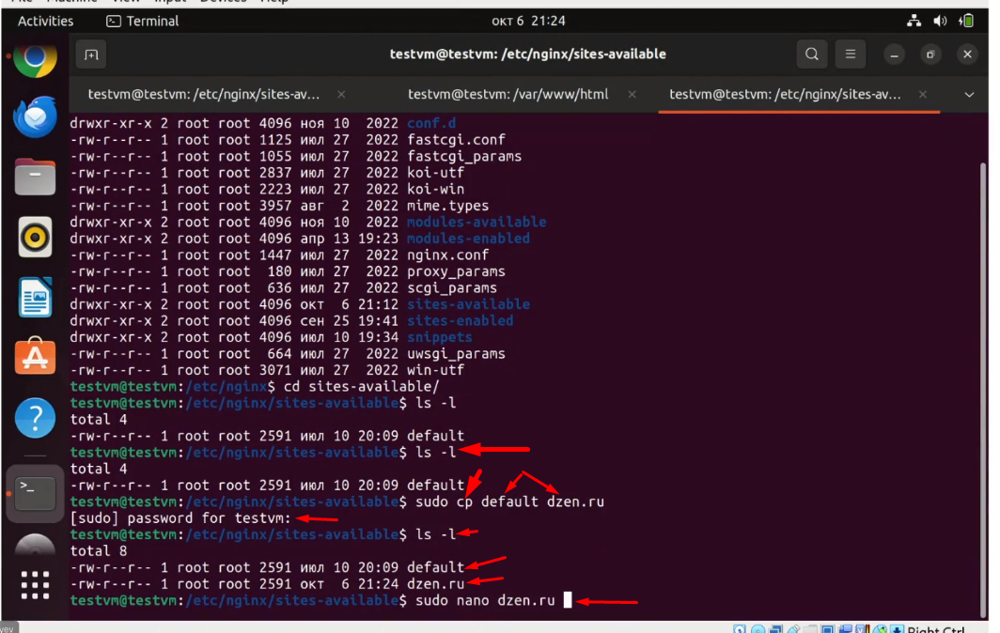 File Machine View Input Devices Help
Activities Terminal окт 6 21:24
testvm@testvm: /etc/nginx/sites-available
testvm@testvm: /etc/nginx/sites-av... × testvm@testvm: /var/www/html × testvm@testvm: /etc/nginx/sites-av... ×
drwxr-xr-x 2 root root 4096 ноя 10 2022 conf.d
-rw-r--r-- 1 root root 1125 июл 27 2022 fastcgi.conf
-rw-r--r-- 1 root root 1055 июл 27 2022 fastcgi_params
-rw-r--r-- 1 root root 2837 июл 27 2022 koi-utf
-rw-r--r-- 1 root root 2223 июл 27 2022 koi-win
-rw-r--r-- 1 root root 3957 авг 2 2022 mime.types
drwxr-xr-x 2 root root 4096 ноя 10 2022 modules-available
drwxr-xr-x 2 root root 4096 апр 13 19:23 modules-enabled
-rw-r--r-- 1 root root 1447 июл 27 2022 nginx.conf
-rw-r--r-- 1 root root 180 июл 27 2022 proxy_params
-rw-r--r-- 1 root root 636 июл 27 2022 scgi_params
drwxr-xr-x 2 root root 4096 окт 6 21:12 sites-available
drwxr-xr-x 2 root root 4096 сен 25 19:41 sites-enabled
drwxr-xr-x 2 root root 4096 июл 10 19:34 snippets
-rw-r--r-- 1 root root 664 июл 27 2022 uwsgi_params
-rw-r--r-- 1 root root 3071 июл 27 2022 win-utf
testvm@testvm:/etc/nginx$ cd sites-available/
testvm@testvm:/etc/nginx/sites-available$ ls -l
total 4
-rw-r--r-- 1 root root 2591 июл 10 20:09 default
testvm@testvm:/etc/nginx/sites-available$ ls -l
total 4
-rw-r--r-- 1 root root 2591 июл 10 20:09 default
testvm@testvm:/etc/nginx/sites-available$ sudo cp default dzen.ru
[sudo] password for testvm:
testvm@testvm:/etc/nginx/sites-available$ ls -l
total 8
-rw-r--r-- 1 root root 2591 июл 10 20:09 default
-rw-r--r-- 1 root root 2591 окт 6 21:24 dzen.ru
testvm@testvm:/etc/nginx/sites-available$ sudo nano dzen.ru
Right Ctrl